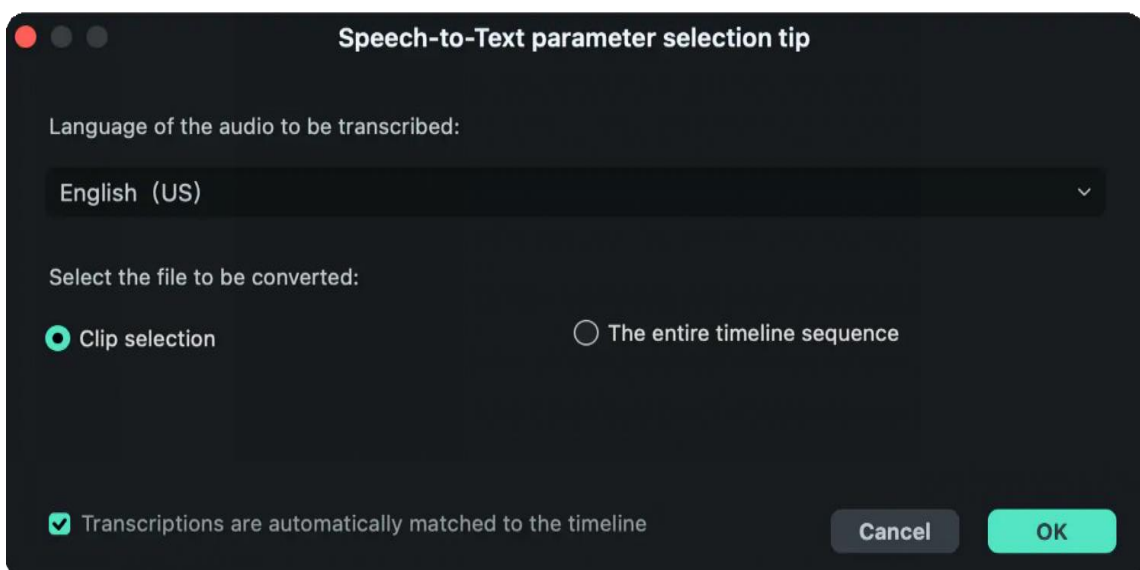 Speech-to-Text parameter selection tip
Language of the audio to be transcribed:
English (US)
Select the file to be converted:
Clip selection
The entire timeline sequence
Transcriptions are automatically matched to the timeline
Cancel
OK